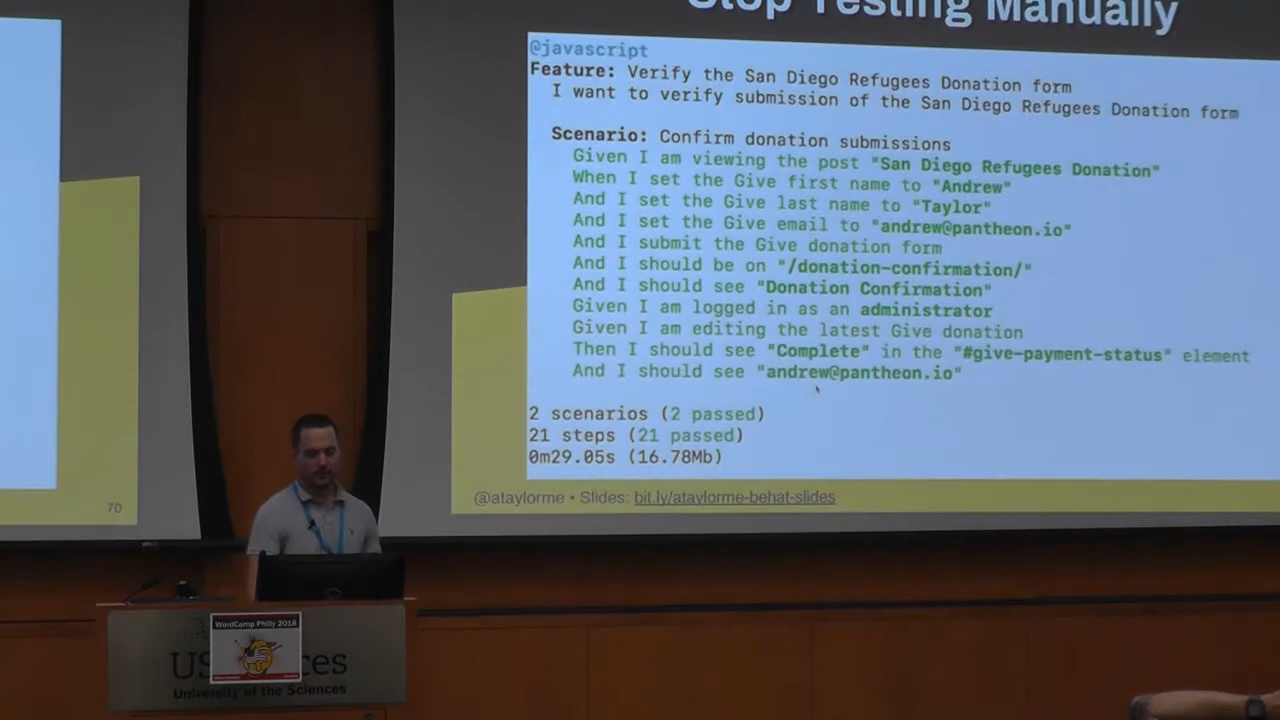 Stop Testing Manually
@javascript
Feature: Verify the San Diego Refugees Donation form
I want to verify submission of the San Diego Refugees Donation form
Scenario: Confirm donation submissions
Given I am viewing the post "San Diego Refugees Donation"
When I set the Give first name to "Andrew"
And I set the Give last name to "Taylor"
And I set the Give email to "andrew@pantheon.io"
And I submit the Give donation form
And I should be on "/donation-confirmation/"
And I should see "Donation Confirmation"
Given I am logged in as an administrator
Given I am editing the latest Give donation
Then I should see "Complete" in the "#give-payment-status" element
And I should see "andrew@pantheon.io"
2 scenarios (2 passed)
21 steps (21 passed)
0m29.05s (16.78Mb)
@ataylorme • Slides: bit.ly/ataylorme-behat-slides
70
WordCamp Philly 2018
University of the Sciences